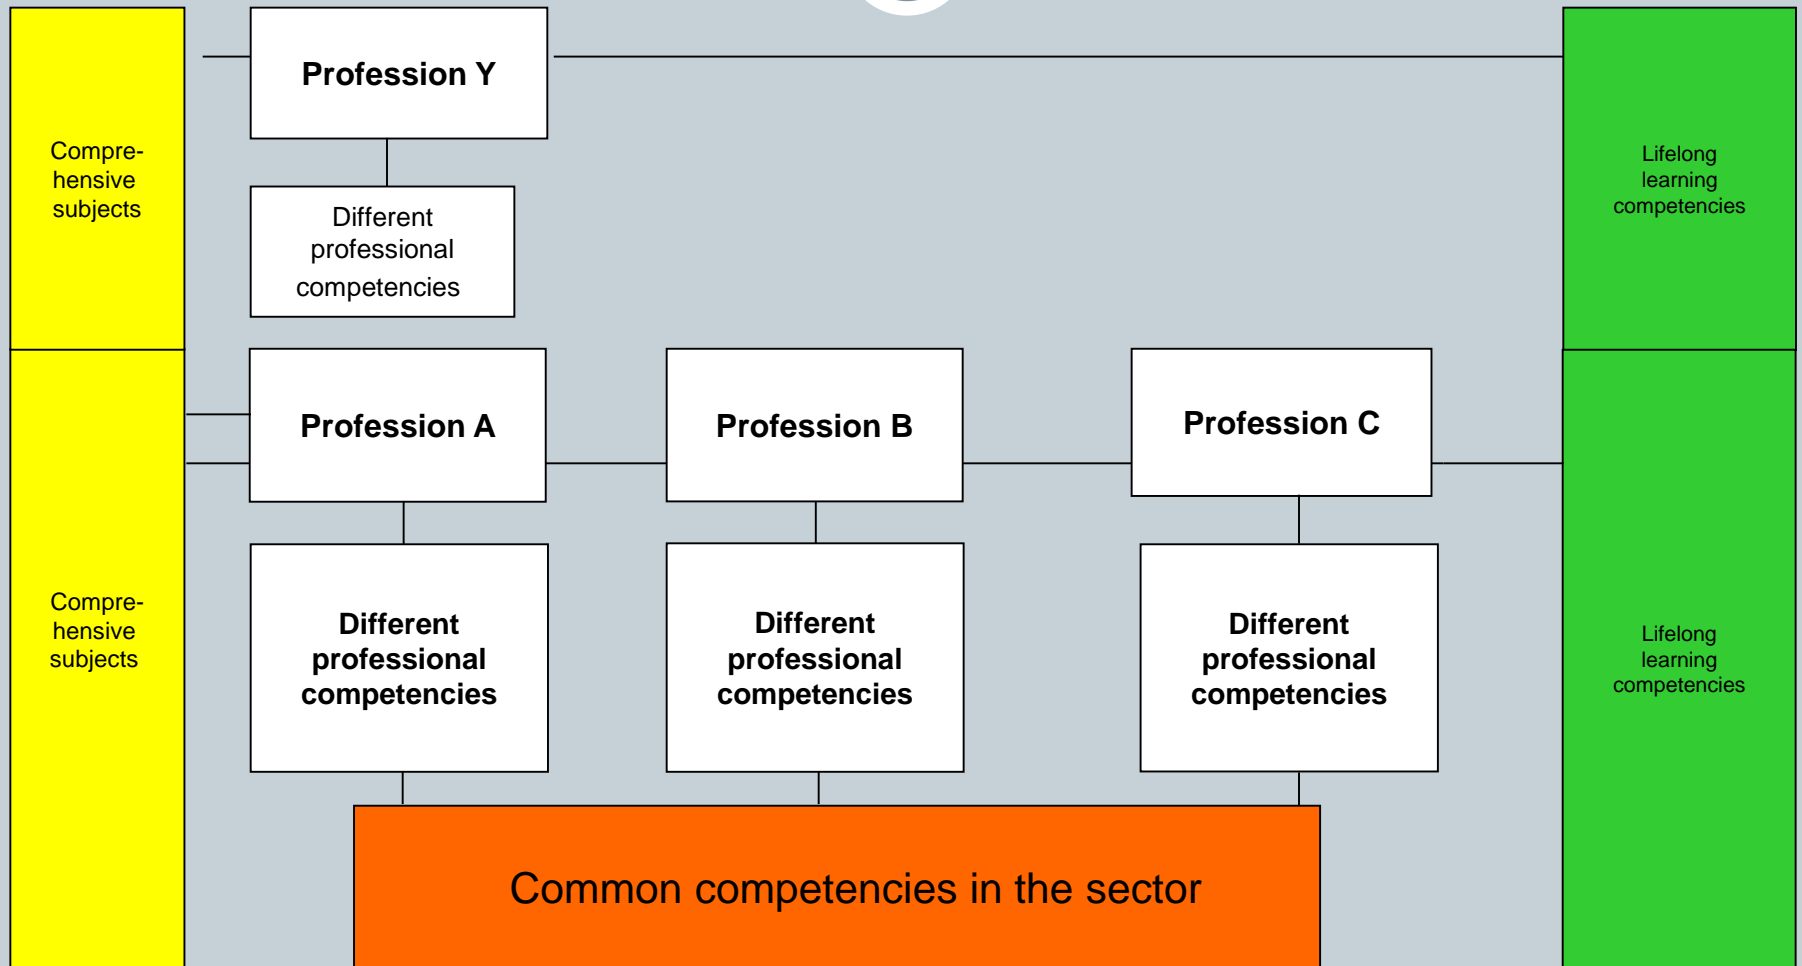 Profession Y
Compre-
hensive
subjects
Different
professional
competencies
Lifelong
learning
competencies
Profession A
Profession B
Profession C
Compre-
hensive
subjects
Different
professional
competencies
Different
professional
competencies
Different
professional
competencies
Lifelong
learning
competencies
Common competencies in the sector